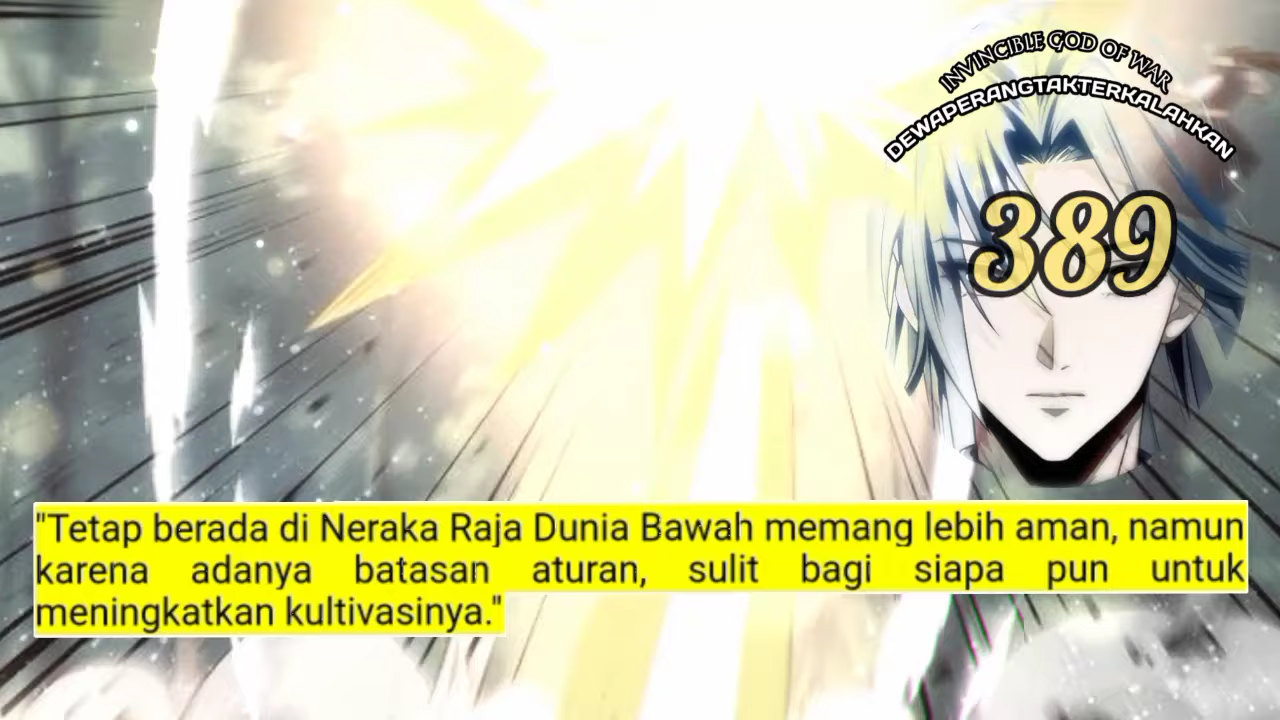 INVINCIBLE GOD OF WAR
DEWAPERANGTAKTERKALAHKAN
389
"Tetap berada di Neraka Raja Dunia Bawah memang lebih aman, namun
karena adanya batasan aturan, sulit bagi siapa pun untuk
meningkatkan kultivasinya."